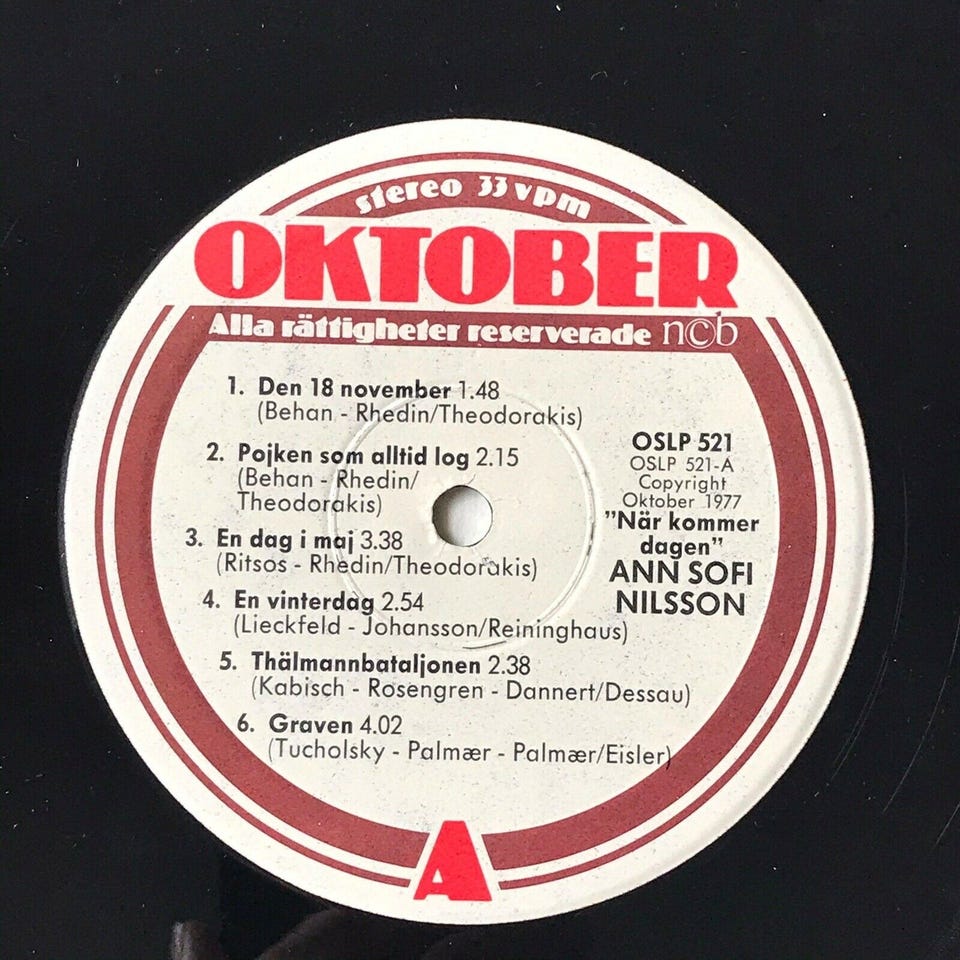 stereo 33 vpm
OKTOBER
Alla rättigheter reserverade n©b
1. Den 18 november 1.48
(Behan - Rhedin/Theodorakis)
2. Pojken som alltid log 2.15
(Behan - Rhedin/
Theodorakis)
3. En dag i maj 3.38
(Ritsos - Rhedin/Theodorakis)
4. En vinterdag 2.54
(Lieckfeld - Johansson/Reininghaus)
5. Thälmannbataljonen 2.38
(Kabisch - Rosengren - Dannert/Dessau)
6. Graven 4.02
(Tucholsky - Palmær - Palmær/Eisler)
OSLP 521
OSLP 521-A
Copyright
Oktober 1977
"När kommer
dagen"
ANN SOFI
NILSSON
A